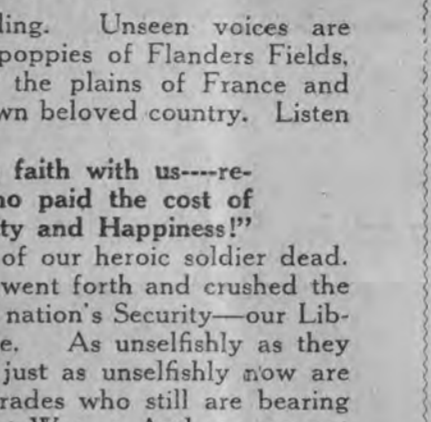 ling. Unseen voices are
poppies of Flanders Fields,
the plains of France and
wn beloved country. Listen
faith with us----re-
ho paid the cost of
ty and Happiness!"
of our heroic soldier dead.
went forth and crushed the
nation's Security—our Lib-
e. As unselfishly as they
just as unselfishly now are
rades who still are bearing